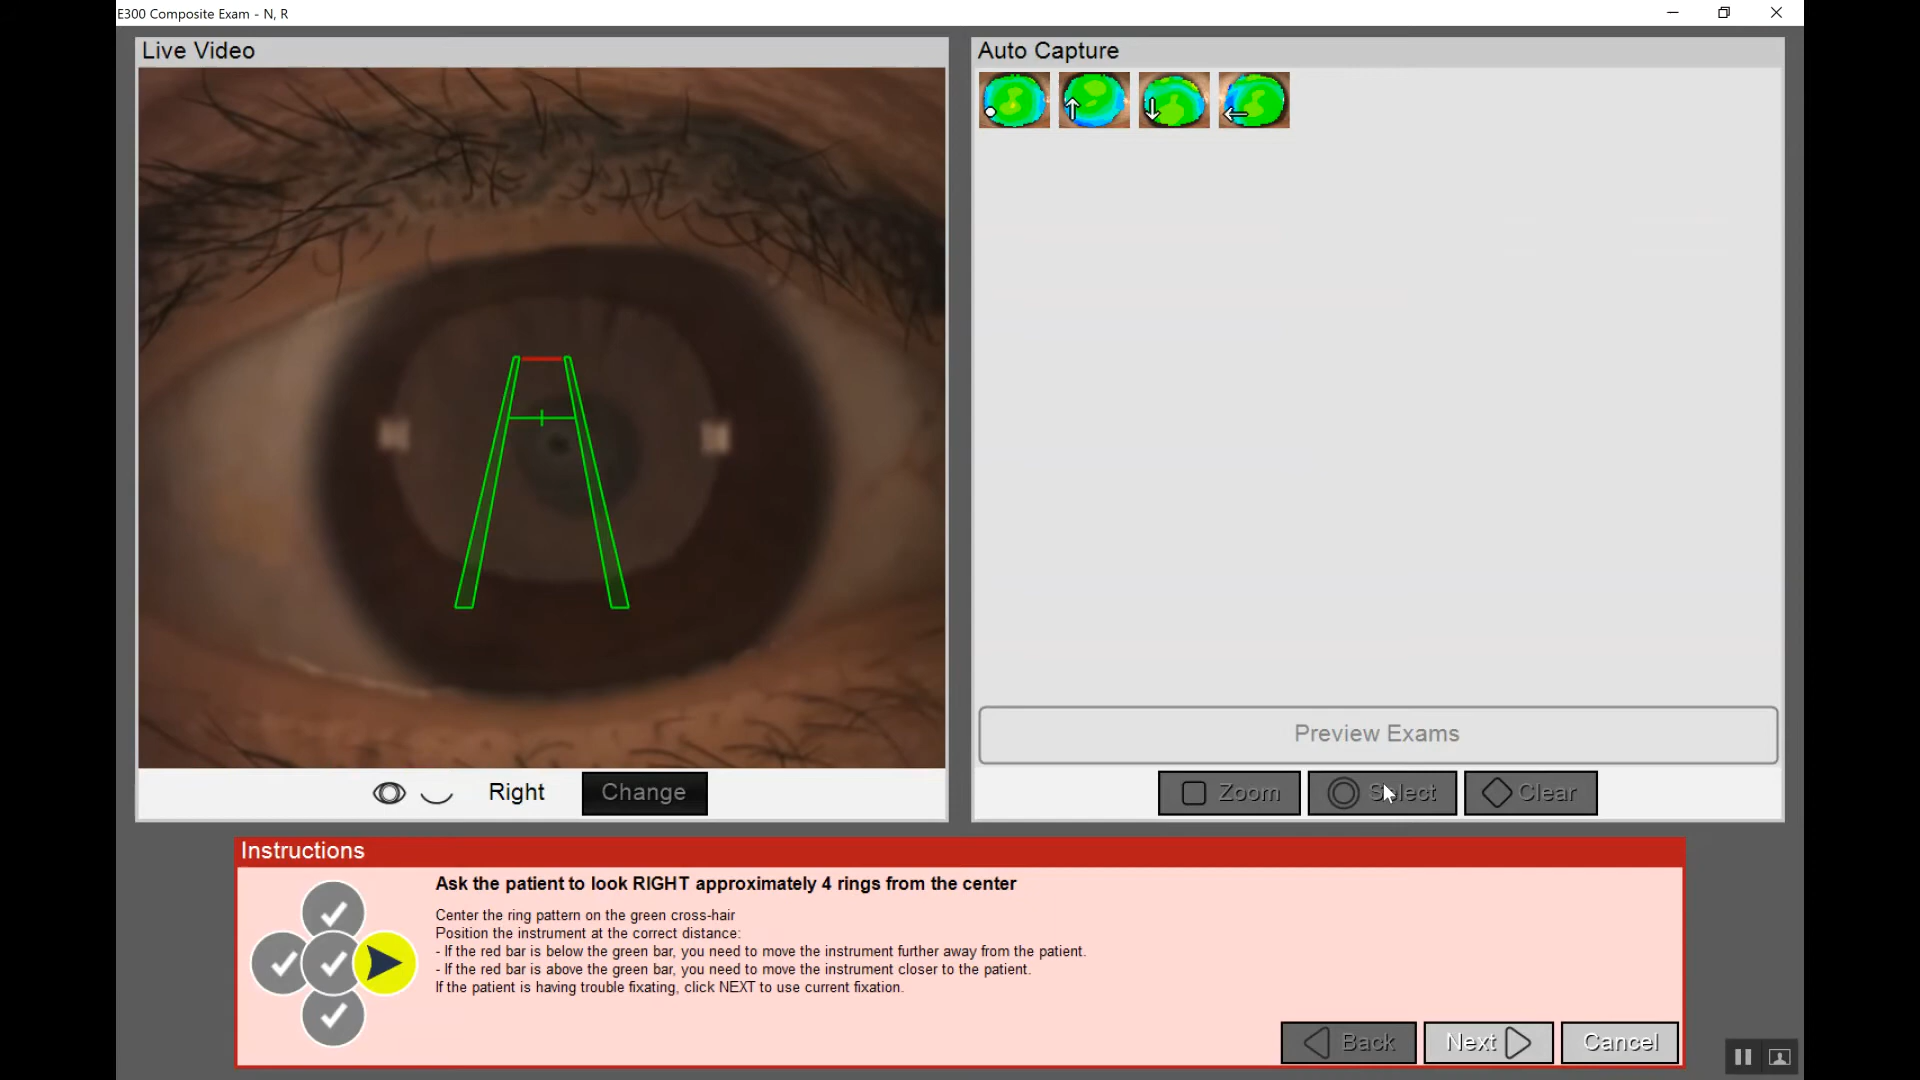 E300 Composite Exam - N, R
Live Video
Auto Capture
Preview Exams
Right
Change
Zoom
Select
Clear
Instructions
Ask the patient to look RIGHT approximately 4 rings from the center
Center the ring pattern on the green cross-hair
Position the instrument at the correct distance:
- If the red bar is below the green bar, you need to move the instrument further away from the patient.
- If the red bar is above the green bar, you need to move the instrument closer to the patient.
If the patient is having trouble fixating, click NEXT to use current fixation.
Back
Next
Cancel